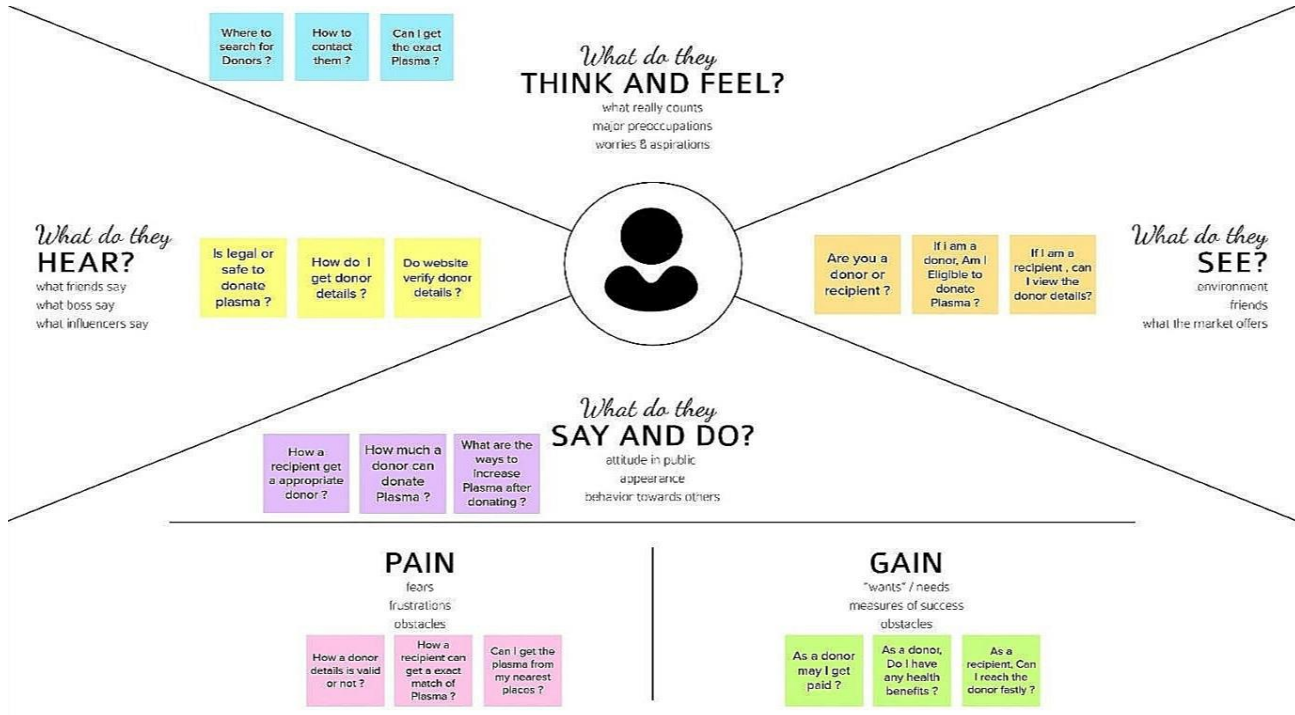 Where to
search for
Donors ?
How to
contact
them ?
Can I get
the exact
Plasma ?
What do they
THINK AND FEEL?
what really counts
major preoccupations
worries & aspirations
What do they
HEAR?
what friends say
what boss say
what influencers say
Is legal or
safe to
donate
plasma ?
How do I
get donor
details ?
Do website
verify donor
details ?
Are you a
donor or
recipient ?
If i am a
donor, Am I
Eligible to
donate
Plasma ?
If I am a
recipient , can
I view the
donor details?
What do they
SEE?
environment
friends
what the market offers
How a
recipient get
a appropriate
donor ?
How much a
donor can
donate
Plasma ?
What are the
ways to
Increase
Plasma after
donating ?
What do they
SAY AND DO?
attitude in public
appearance
behavior towards others
PAIN
fears
frustrations
obstacles
How a donor
details is valid
or not ?
How a
recipient can
get a exact
match of
Plasma ?
Can I get the
plasma from
my nearest
places ?
GAIN
"wants" / needs
measures of success
obstacles
As a donor
may I get
paid ?
As a donor,
Do I have
any health
benefits ?
As a
recipient, Can
I reach the
donor fastly ?